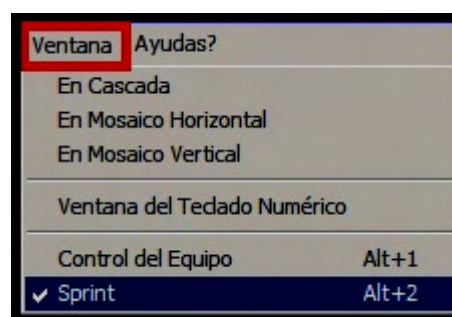 Ventana Ayudas?
En Cascada
En Mosaico Horizontal
En Mosaico Vertical
Ventana del Teclado Numérico
Control del Equipo Alt+1
Sprint Alt+2